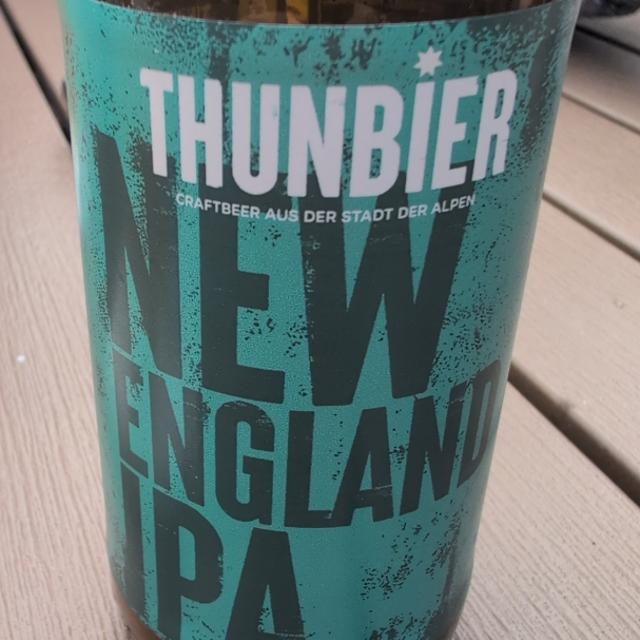 THUNBIER
CRAFTBEER AUS DER STADT DER ALPEN
NEW
ENGLAND
IPA